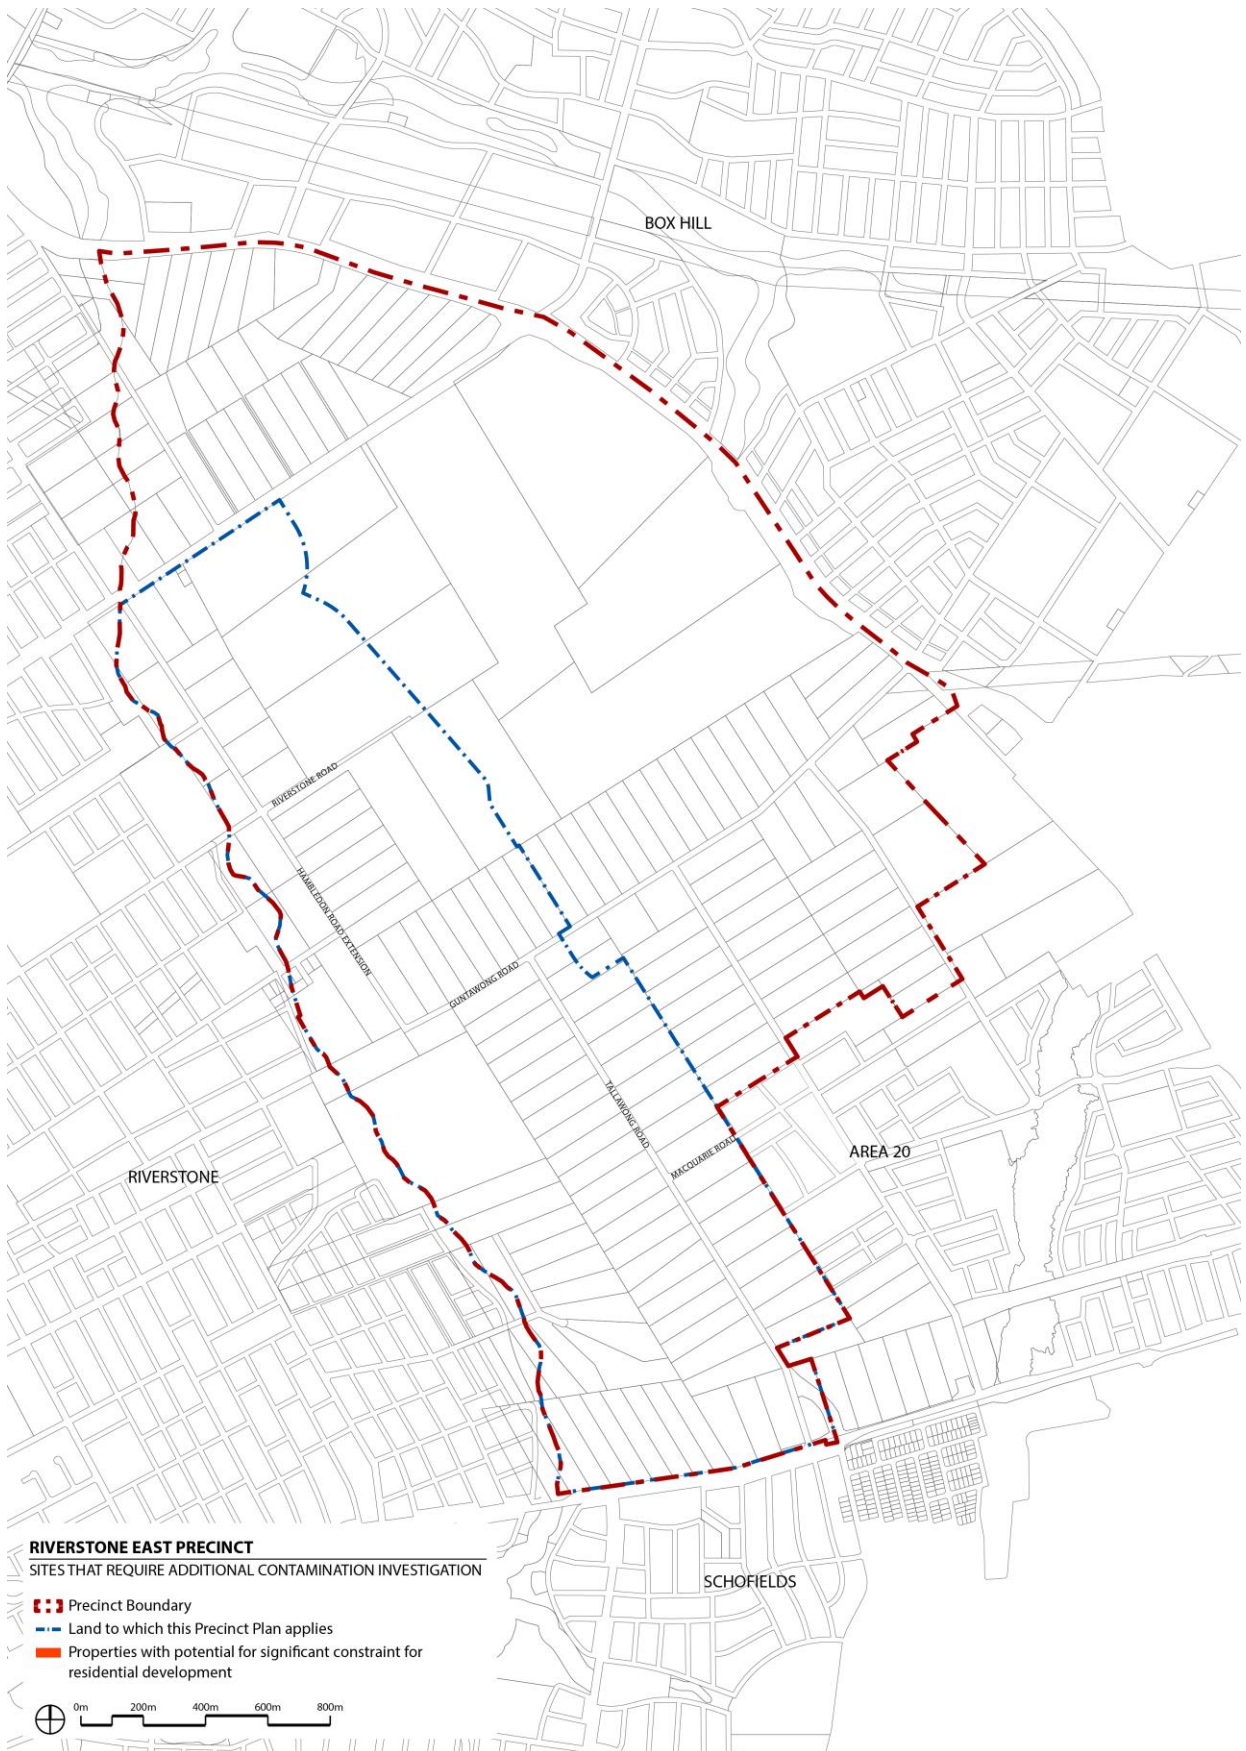 BOX HILL
RIVERSTONE ROAD
HAMBLEDON ROAD EXTENSION
GUNTAWONG ROAD
TALLAWONG ROAD
MACQUARIE ROAD
AREA 20
RIVERSTONE
SCHOFIELDS
RIVERSTONE EAST PRECINCT
SITES THAT REQUIRE ADDITIONAL CONTAMINATION INVESTIGATION
Precinct Boundary
Land to which this Precinct Plan applies
Properties with potential for significant constraint for
residential development
0m 200m 400m 600m 800m